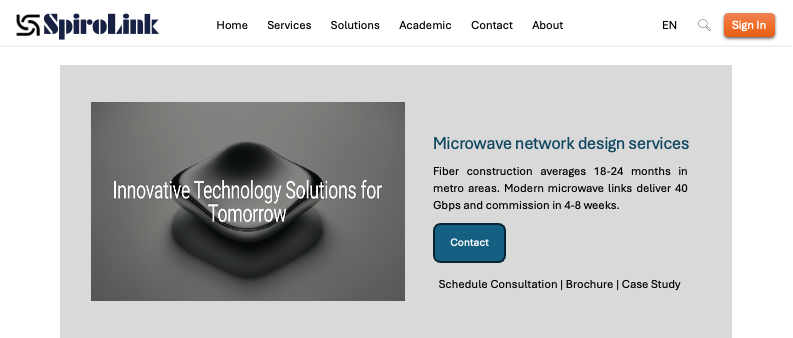 SpiroLink
Home Services Solutions Academic Contact About
EN
Sign In
Innovative Technology Solutions for
Tomorrow
Microwave network design services
Fiber construction averages 18-24 months in
metro areas. Modern microwave links deliver 40
Gbps and commission in 4-8 weeks.
Contact
Schedule Consultation | Brochure | Case Study